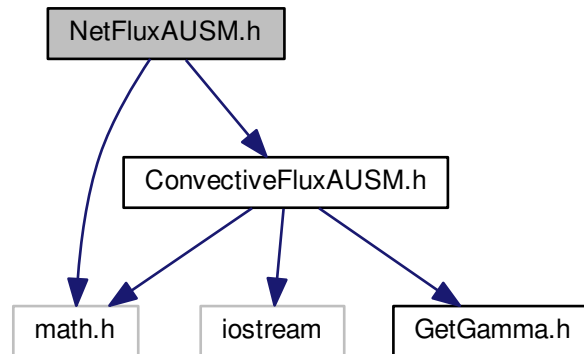 NetFluxAUSM.h
ConvectiveFluxAUSM.h
math.h
iostream
GetGamma.h